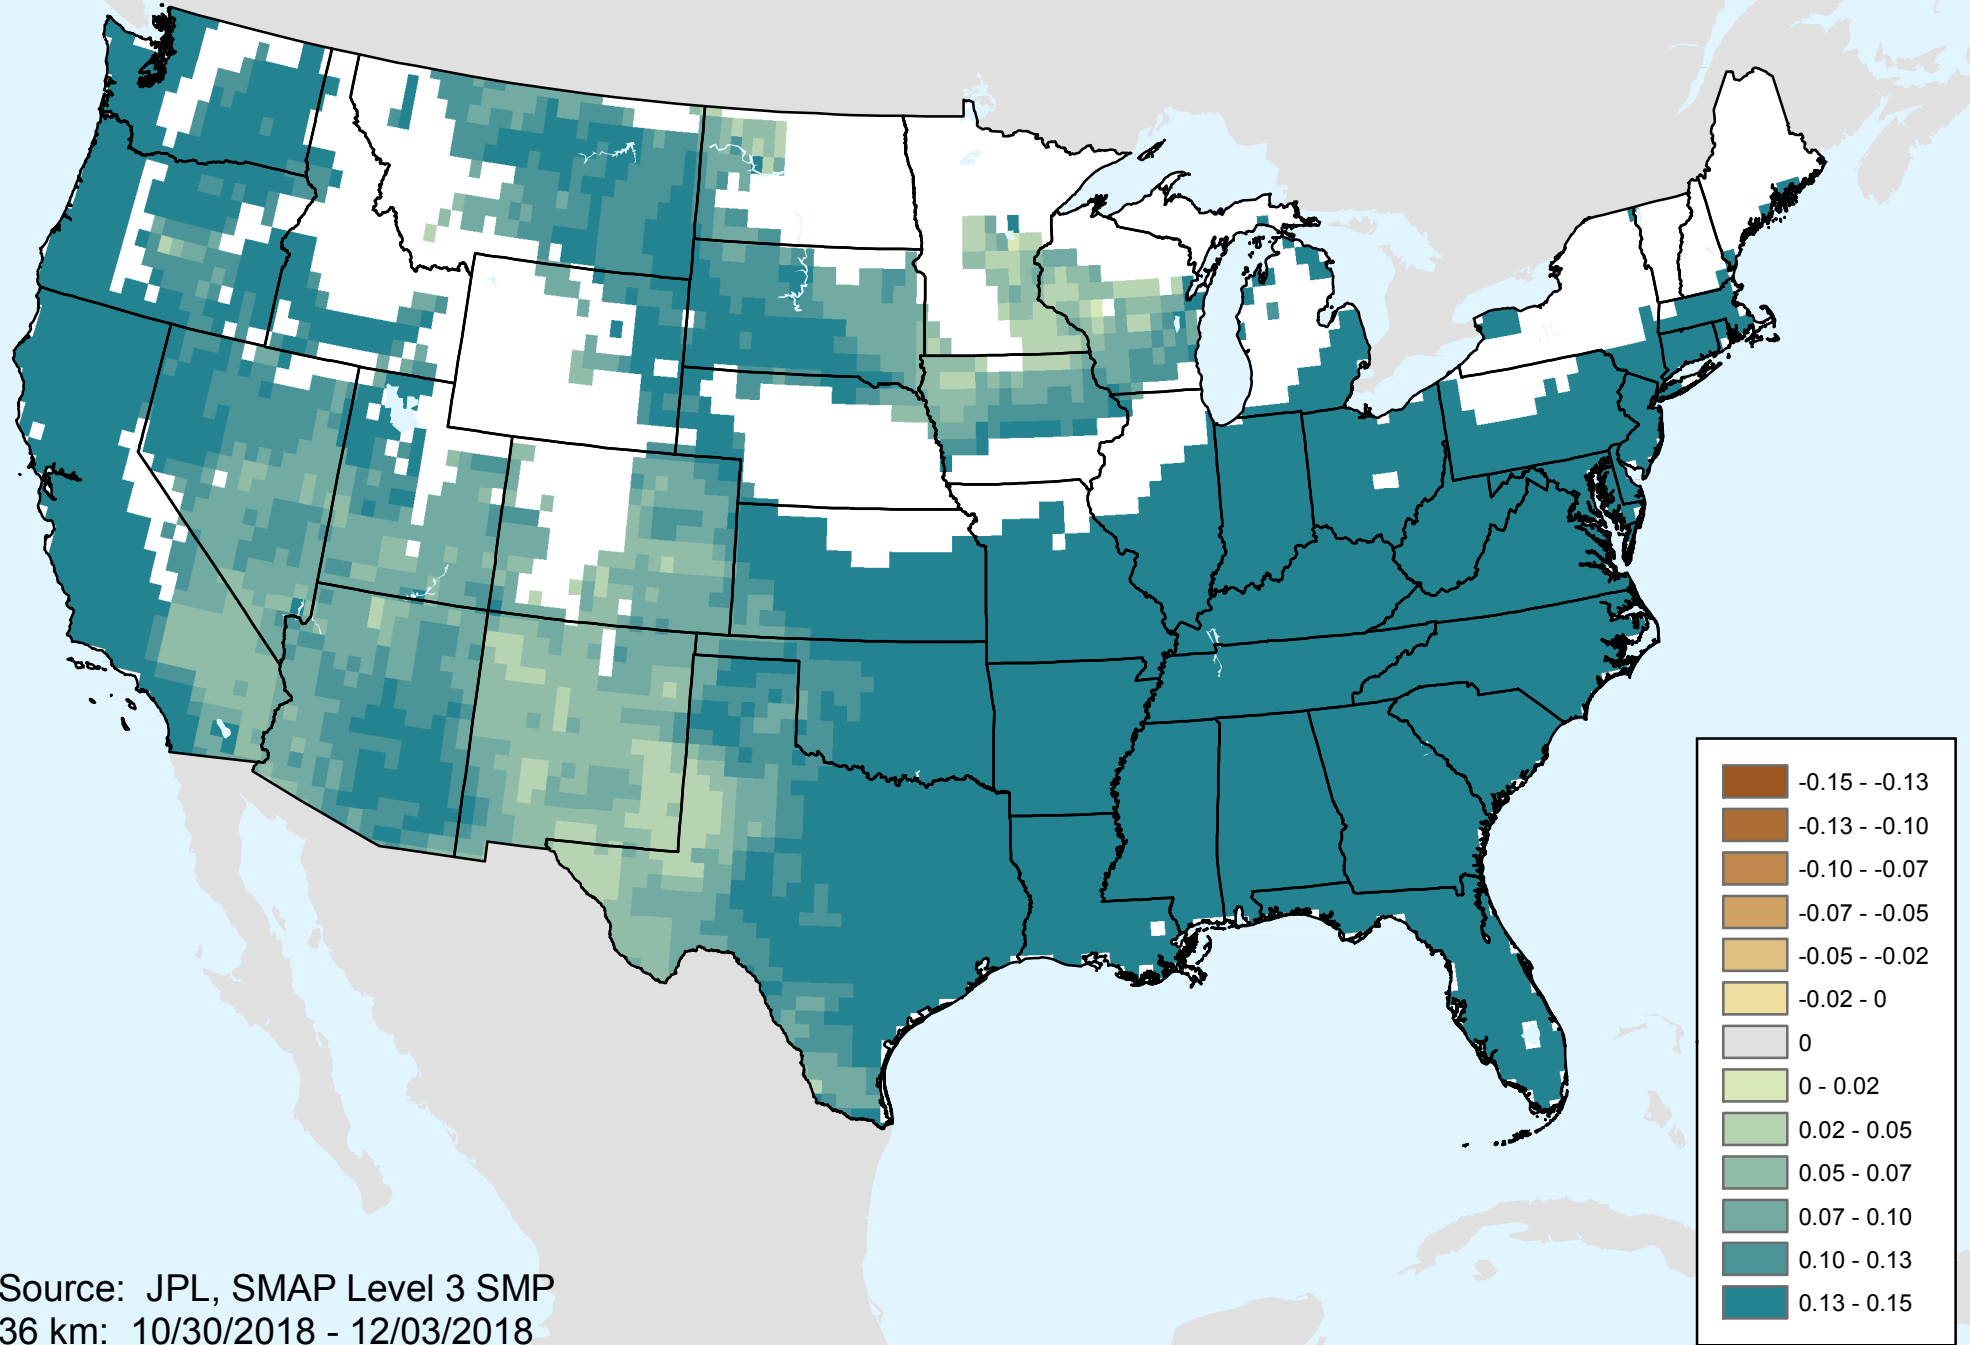 -0.15 - -0.13
-0.13 - -0.10
-0.10 - -0.07
-0.07 - -0.05
-0.05 - -0.02
-0.02 - 0
0
0 - 0.02
0.02 - 0.05
0.05 - 0.07
0.07 - 0.10
0.10 - 0.13
0.13 - 0.15
Source: JPL, SMAP Level 3 SMP
36 km: 10/30/2018 - 12/03/2018